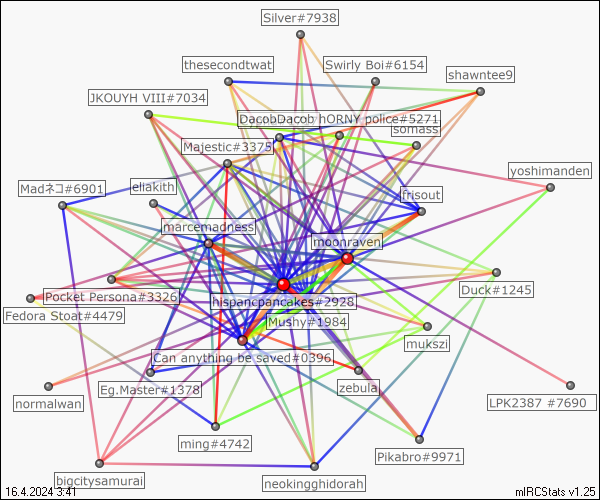 Silver#7938
thesecondtwat
Swirly Boi#6154
shawntee9
JKOUYH VIII#7034
DacobDacob
hORNY police#5271
somass
Majestic#3375
yoshimanden
Madネコ#6901
eliakith
frisout
marcemadness
moonraven
Pocket Persona#3326
hispancpancakes#2928
Duck#1245
Fedora Stoat#4479
Mushy#1984
mukszi
Can anything be saved#0396
Eg.Master#1378
zebula
normalwan
LPK2387 #7690
ming#4742
Pikabro#9971
bigcitysamurai
neokingghidorah
16.4.2024 3:41
mIRCStats v1.25